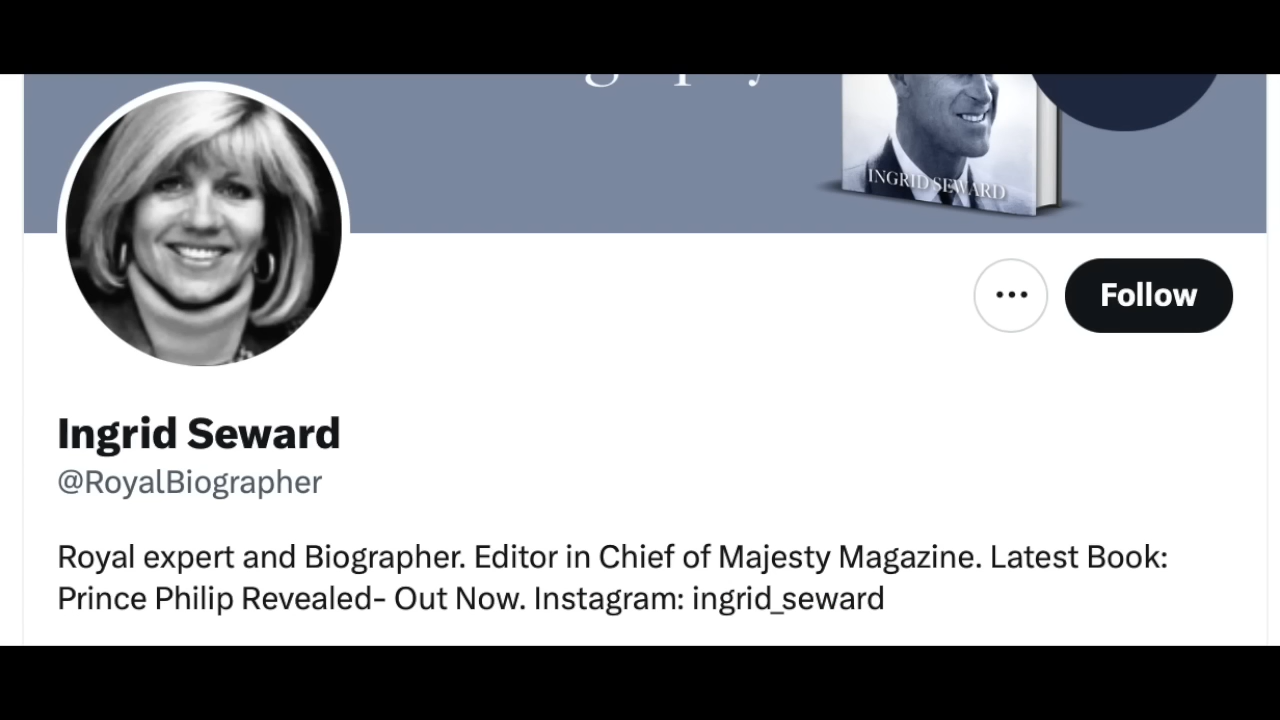 INGRID SEWARD
Follow
Ingrid Seward
@RoyalBiographer
Royal expert and Biographer. Editor in Chief of Majesty Magazine. Latest Book:
Prince Philip Revealed- Out Now. Instagram: ingrid_seward